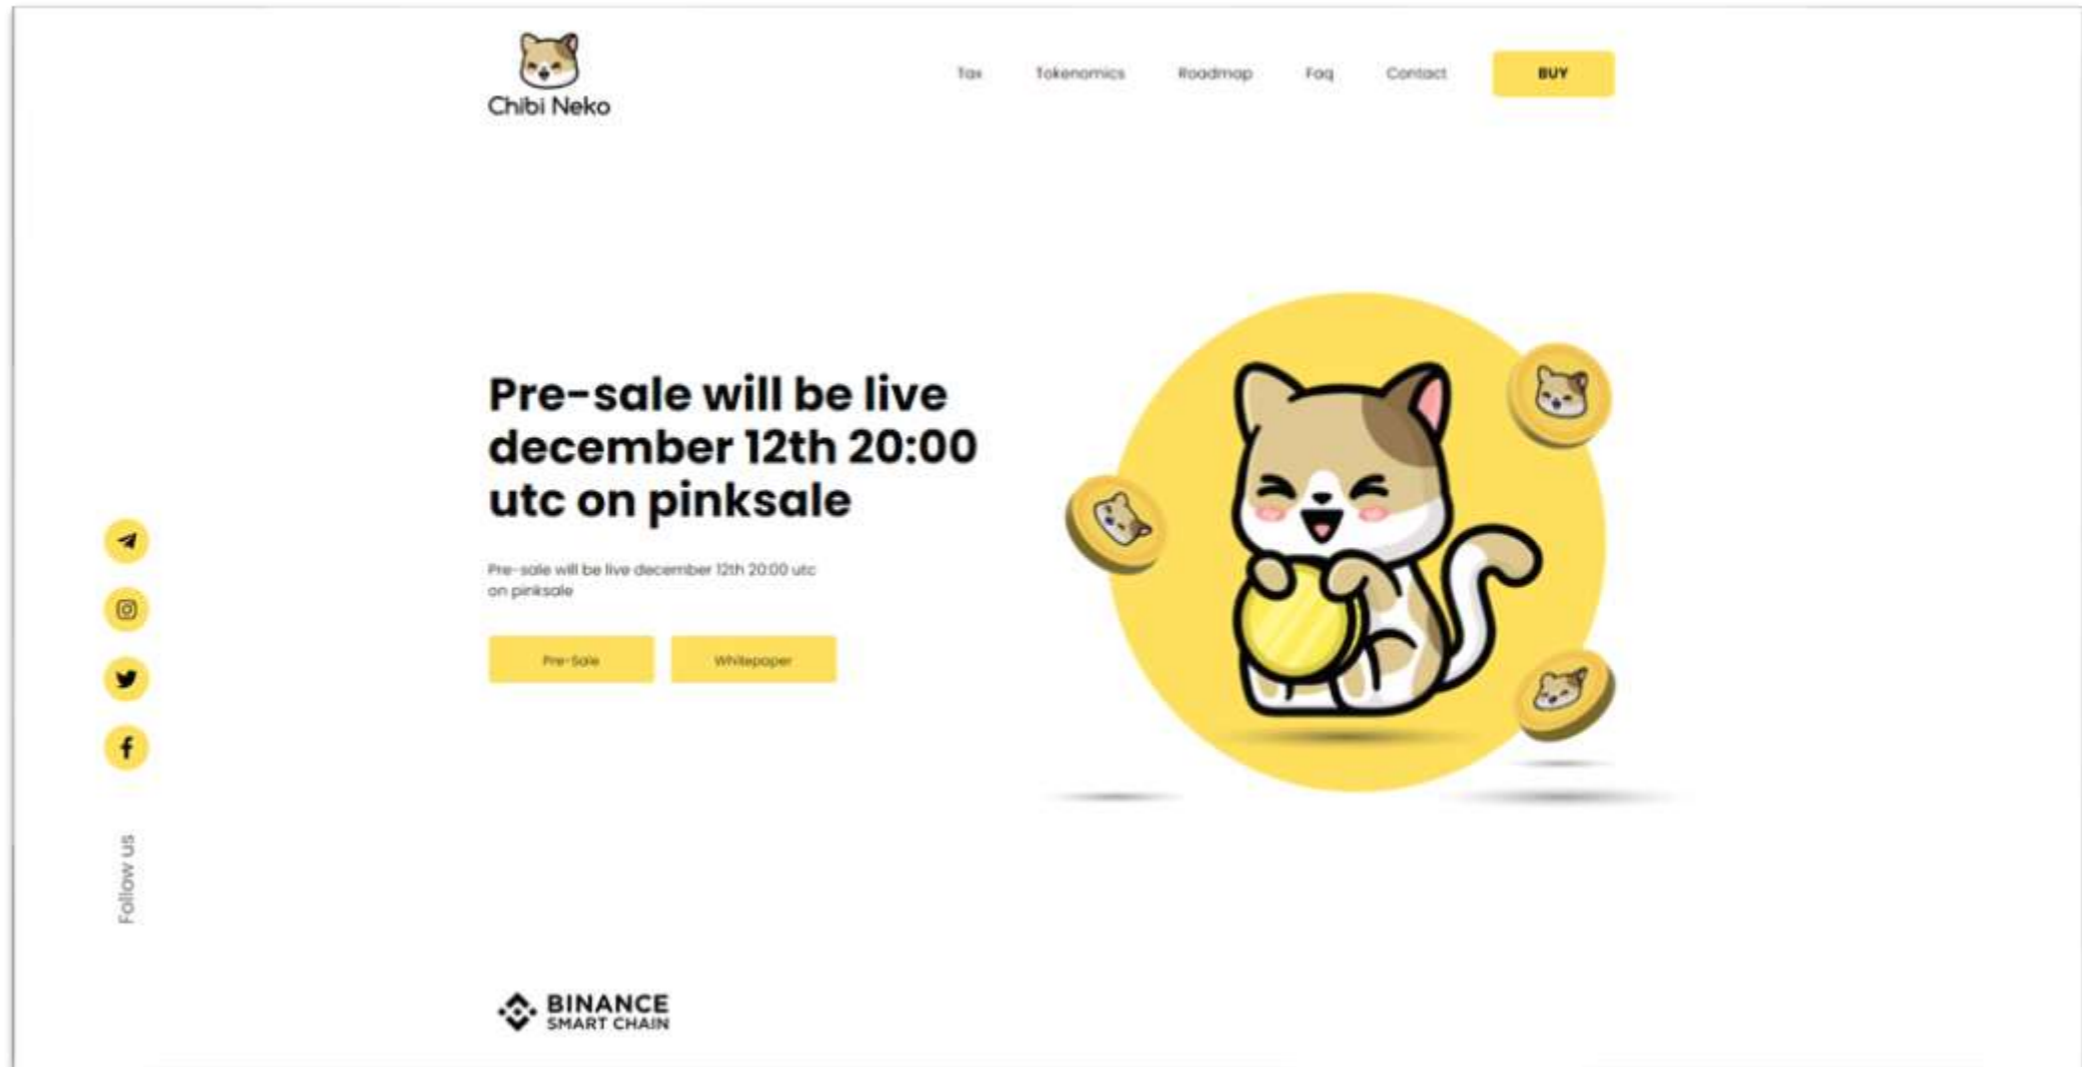 Chibi Neko
Tax
Tokenomics
Roadmap
Faq
Contact
BUY
Pre-sale will be live
december 12th 20:00
utc on pinksale
Pre-sale will be live december 12th 20:00 utc
on pinksale
Pre-Sale
Whitepaper
Follow us
BINANCE
SMART CHAIN